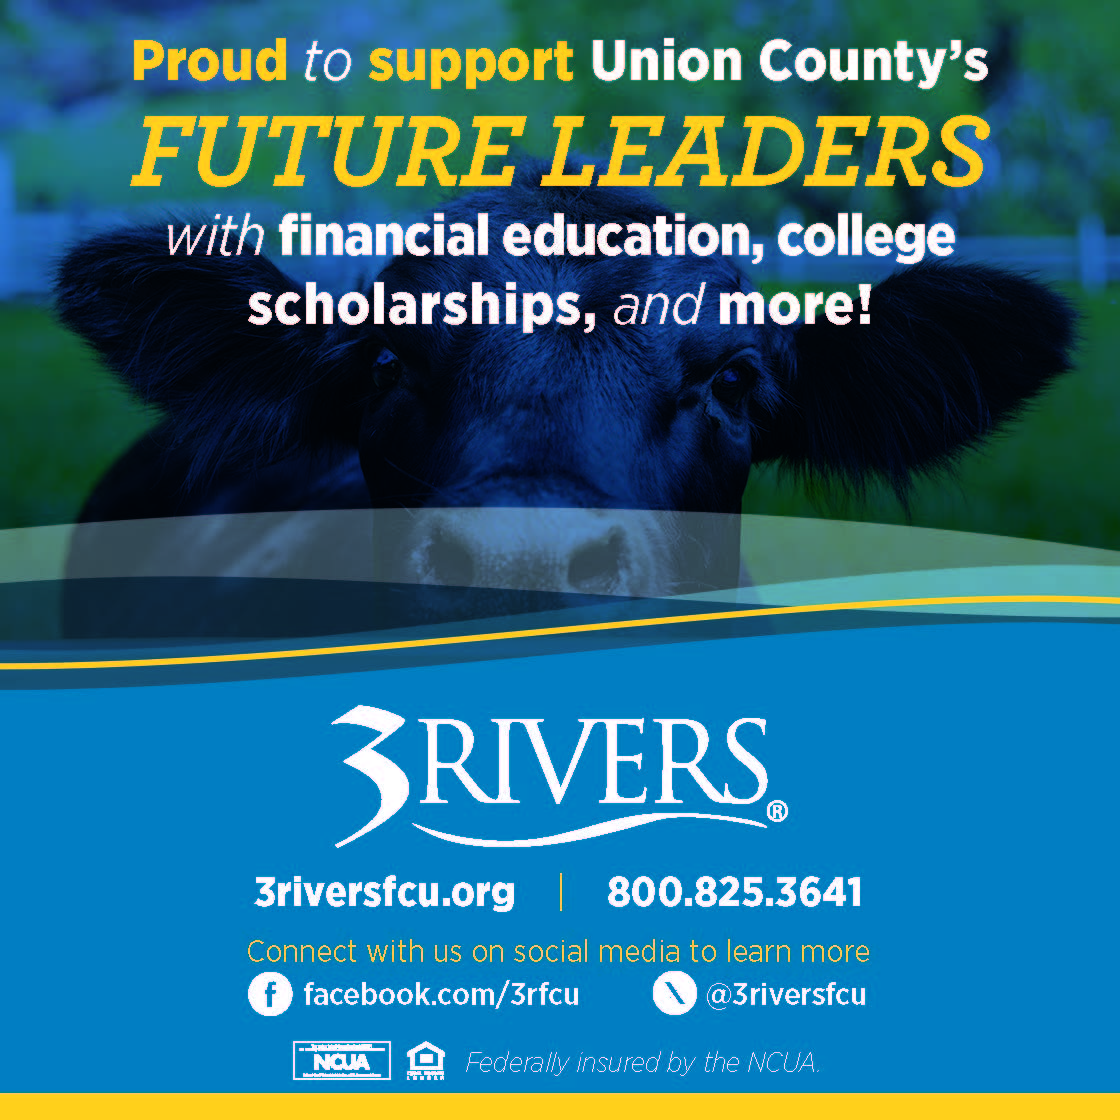 Proud to support Union County's
FUTURE LEADERS
with financial education, college
scholarships, and more!
3RIVERS®
3riversfcu.org | 800.825.3641
Connect with us on social media to learn more
f facebook.com/3rfcu X @3riversfcu
NCUA
Federally insured by the NCUA.